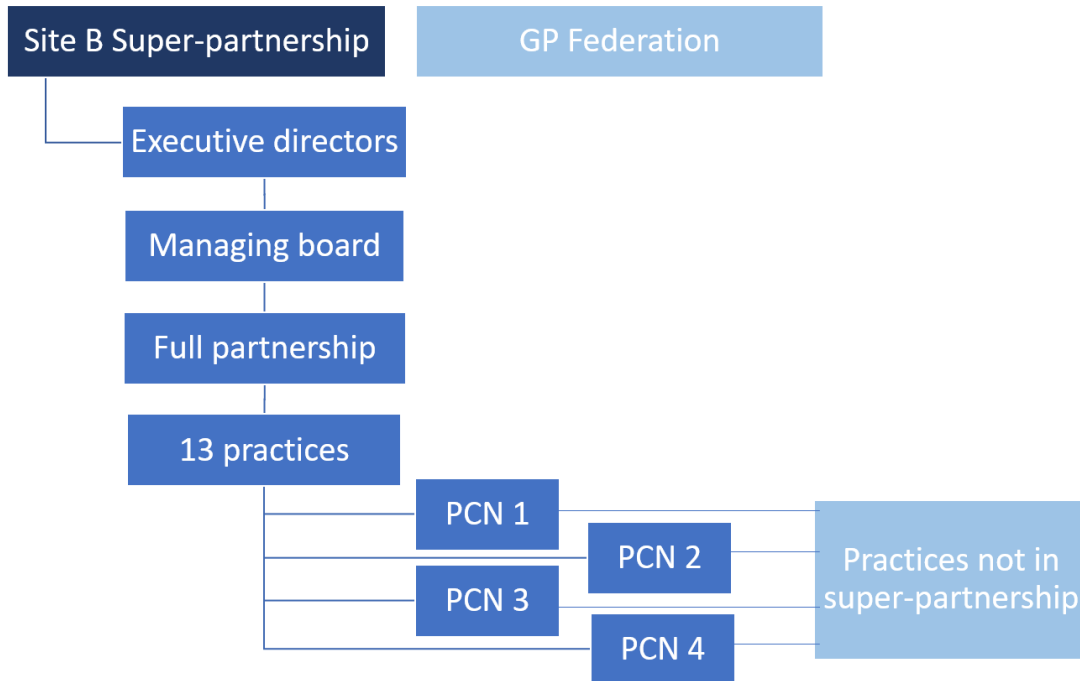 Site B Super-partnership
GP Federation
Executive directors
Managing board
Full partnership
13 practices
PCN 1
PCN 2
PCN 3
PCN 4
Practices not in
super-partnership